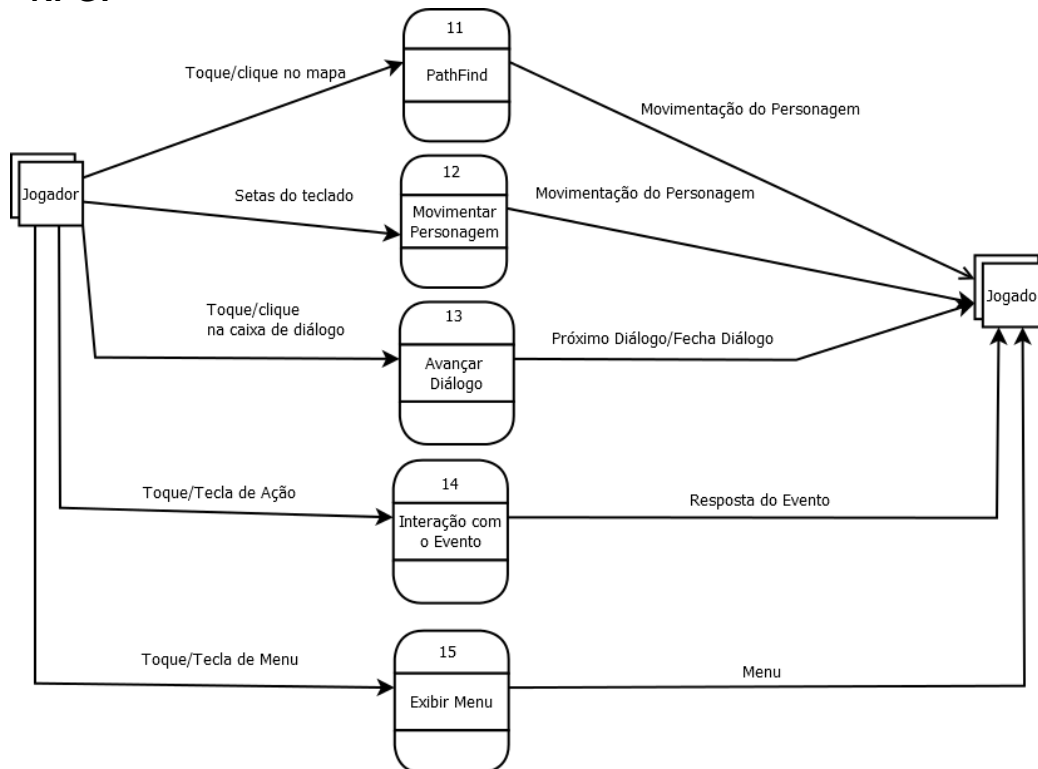 11
Toque/clique no mapa
PathFind
Movimentação do Personagem
12
Jogador
Setas do teclado
Movimentar
Personagem
Movimentação do Personagem
Toque/clique
na caixa de diálogo
13
Avançar
Diálogo
Próximo Diálogo/Fecha Diálogo
Jogado
Toque/Tecla de Ação
14
Interação com
o Evento
Resposta do Evento
Toque/Tecla de Menu
15
Exibir Menu
Menu